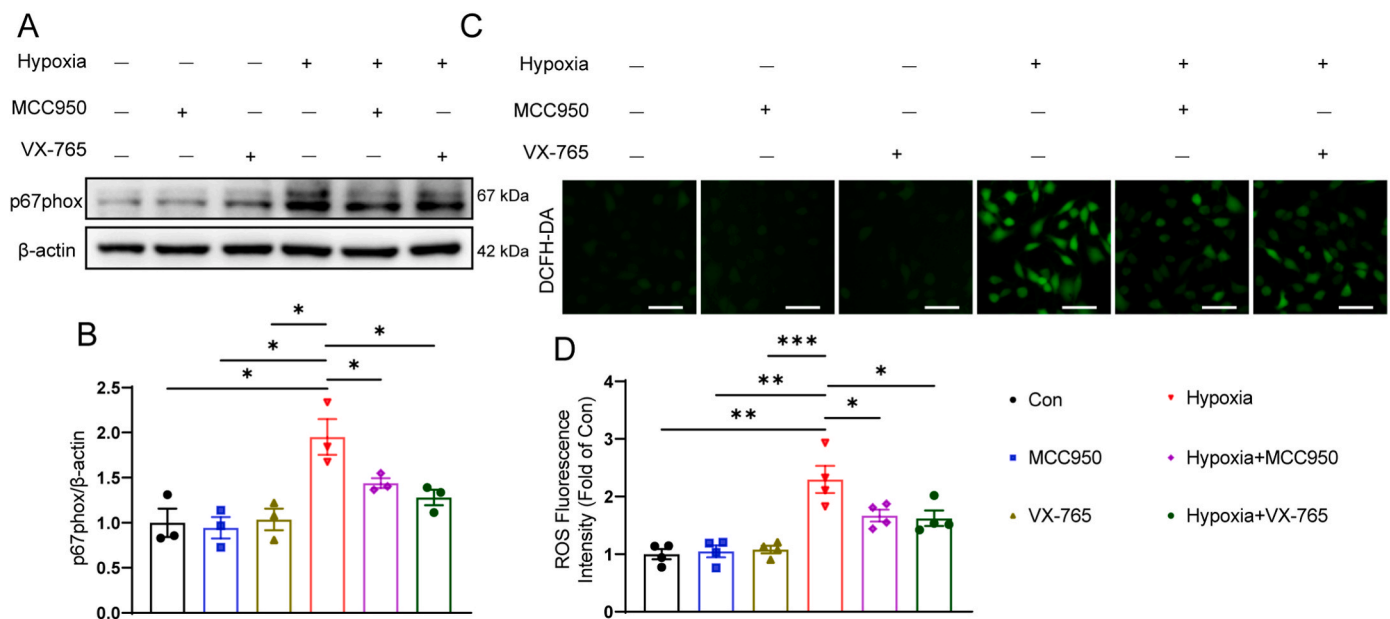 A
Hypoxia — — — + + +
MCC950 — + — — + —
VX-765 — — + — — +
p67phox 67 kDa
β-actin 42 kDa
B
* * * * *
p67phox/β-actin
2.5
2.0
1.5
1.0
0.5
0.0
C
Hypoxia — — — + + +
MCC950 — + — — + —
VX-765 — — + — — +
DCFH-DA
D
*** ** ** * *
ROS Fluorescence
Intensity (Fold of Con)
4
3
2
1
0
Con
MCC950
VX-765
Hypoxia
Hypoxia+MCC950
Hypoxia+VX-765